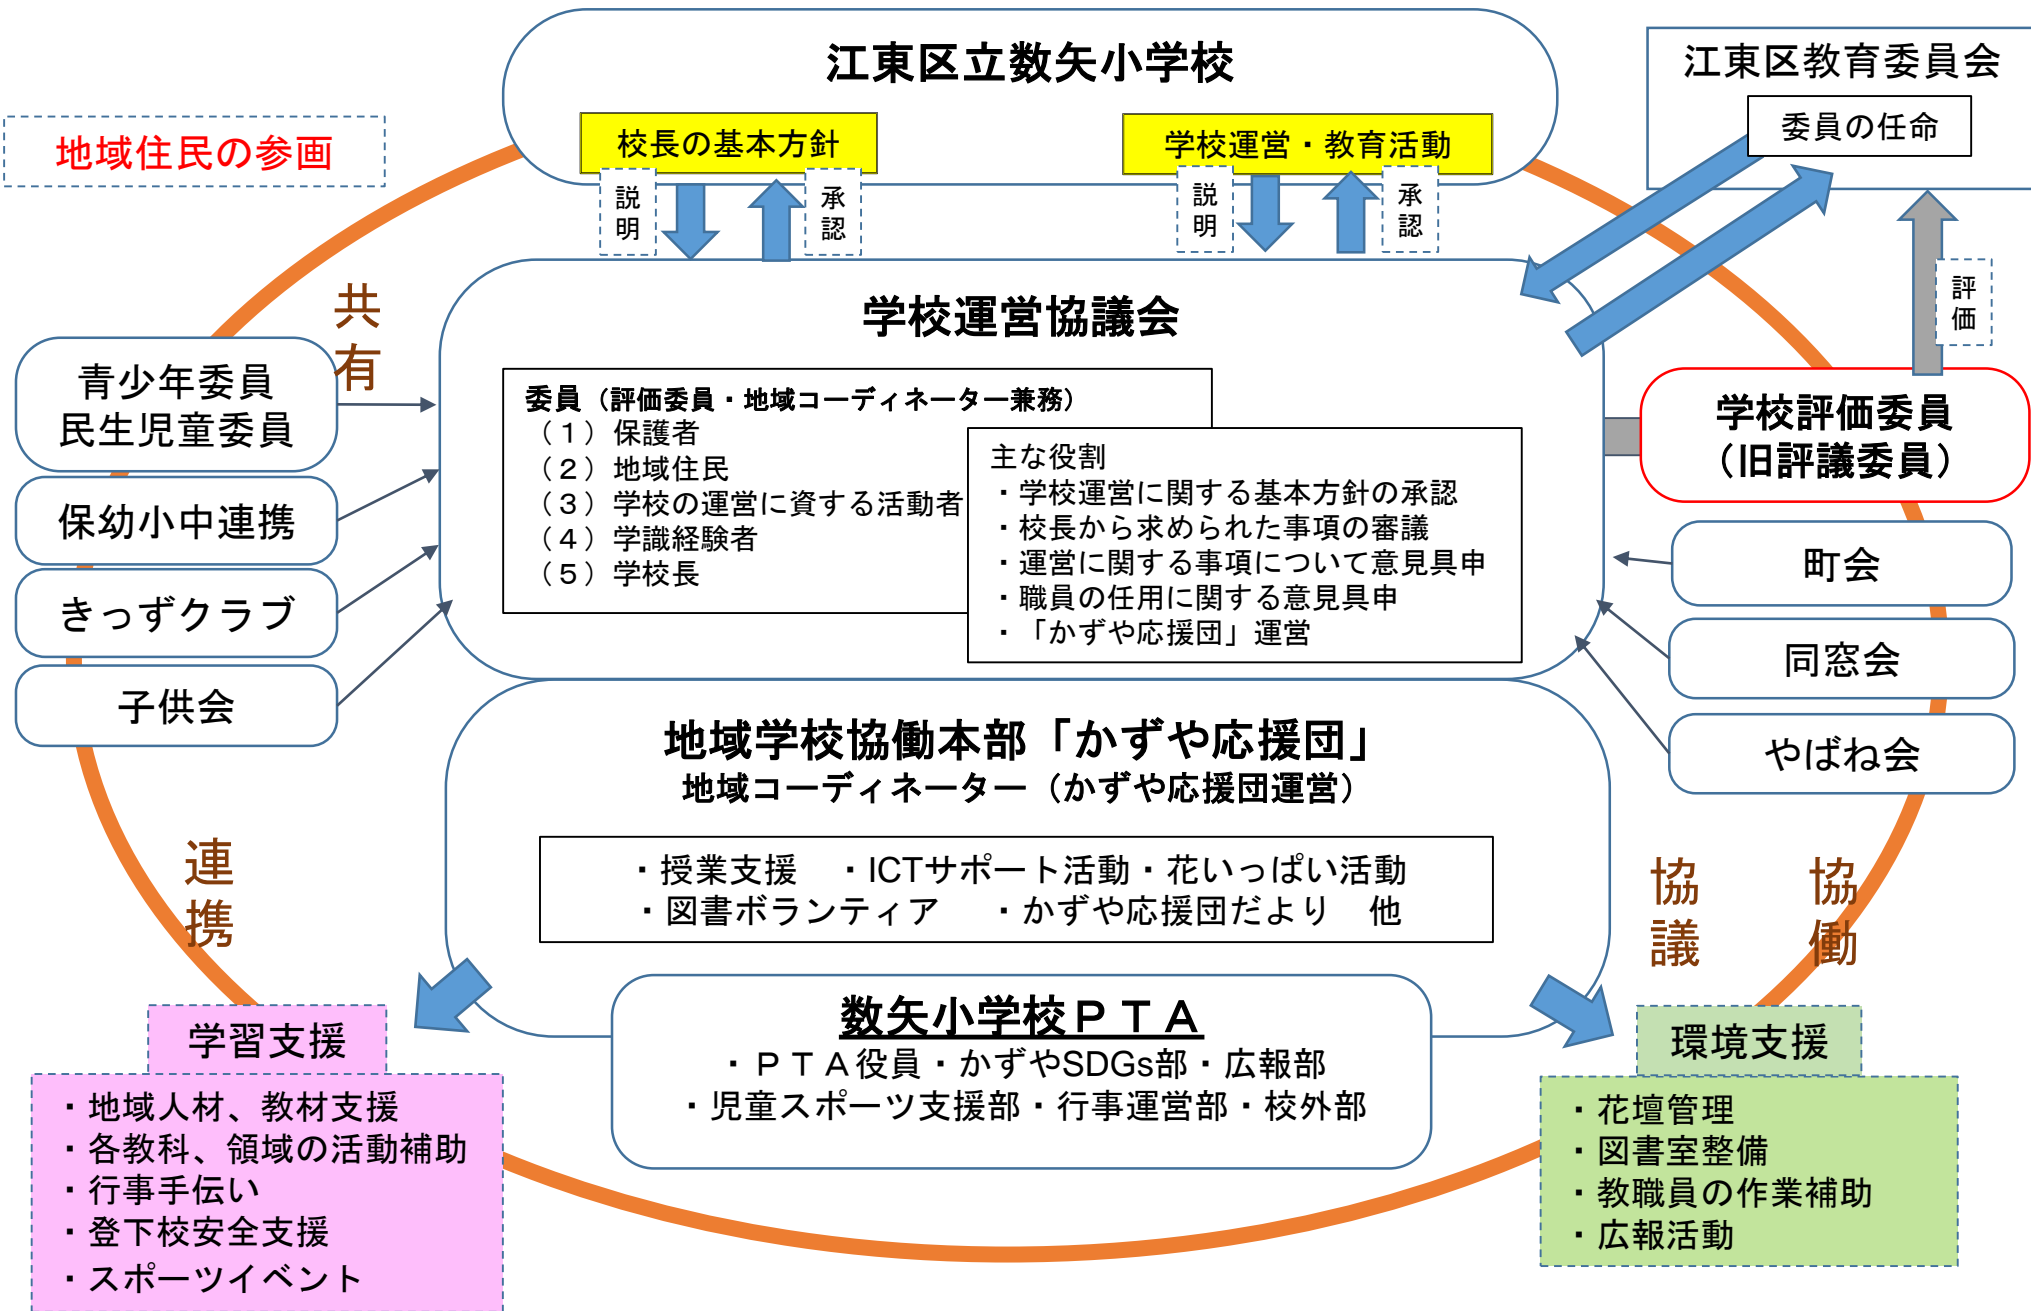 江東区立数矢小学校
江東区教育委員会
委員の任命
地域住民の参画
校長の基本方針
学校運営・教育活動
説明
承認
説明
承認
評価
共有
学校運営協議会
青少年委員
民生児童委員
保幼小中連携
きっずクラブ
子供会
委員（評価委員・地域コーディネーター兼務）
（１）保護者
（２）地域住民
（３）学校の運営に資する活動者
（４）学識経験者
（５）学校長
主な役割
・学校運営に関する基本方針の承認
・校長から求められた事項の審議
・運営に関する事項について意見具申
・職員の任用に関する意見具申
・「かずや応援団」運営
学校評価委員
（旧評議委員）
町会
同窓会
やばね会
地域学校協働本部「かずや応援団」
地域コーディネーター（かずや応援団運営）
・授業支援　・ICTサポート活動・花いっぱい活動
・図書ボランティア　・かずや応援団だより　他
連携
協議
協働
数矢小学校ＰＴＡ
・ＰＴＡ役員・かずやSDGs部・広報部
・児童スポーツ支援部・行事運営部・校外部
学習支援
・地域人材、教材支援
・各教科、領域の活動補助
・行事手伝い
・登下校安全支援
・スポーツイベント
環境支援
・花壇管理
・図書室整備
・教職員の作業補助
・広報活動